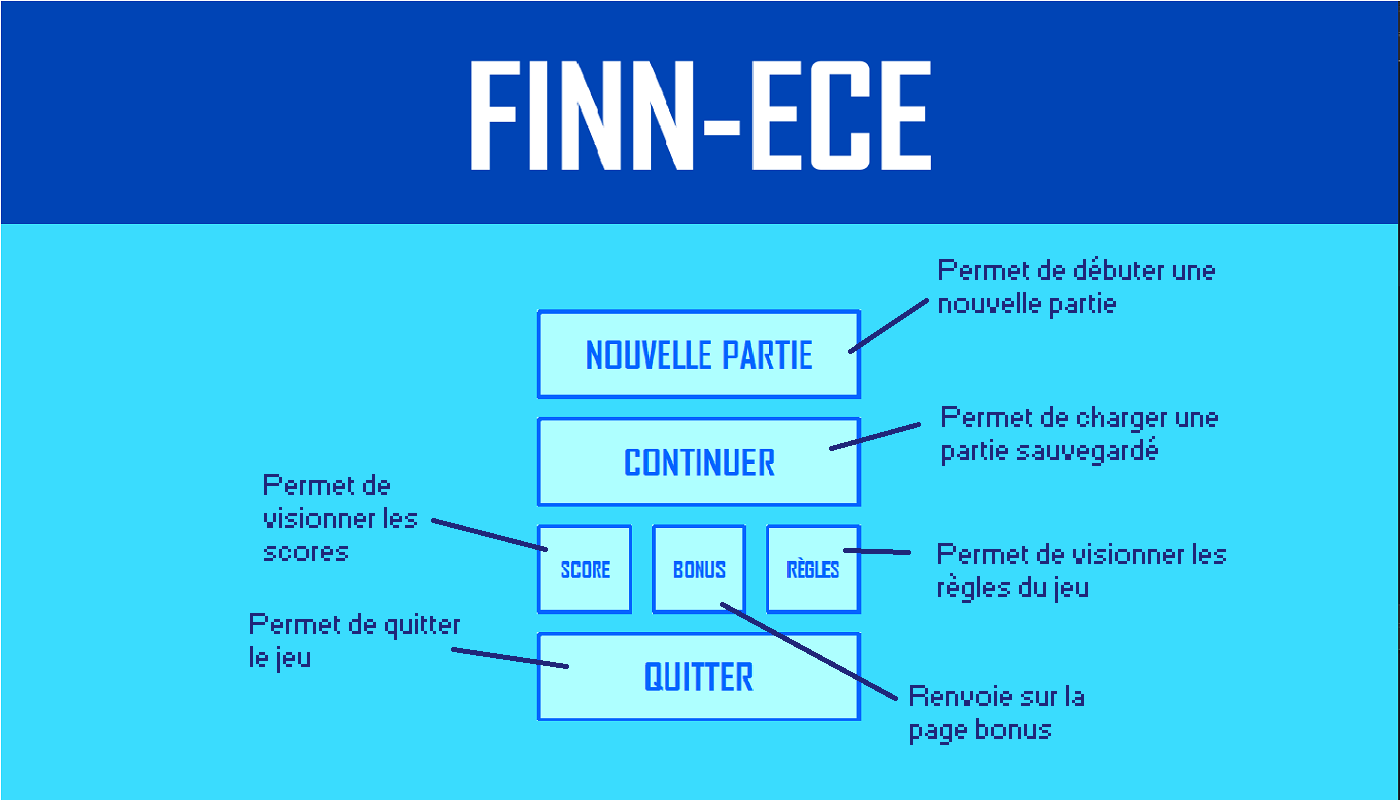 FINN-ECE
Permet de débuter une
nouvelle partie
NOUVELLE PARTIE
Permet de charger une
partie sauvegardé
CONTINUER
Permet de
visionner les
scores
SCORE
BONUS
RÈGLES
Permet de visionner les
règles du jeu
Permet de quitter
le jeu
QUITTER
Renvoie sur la
page bonus